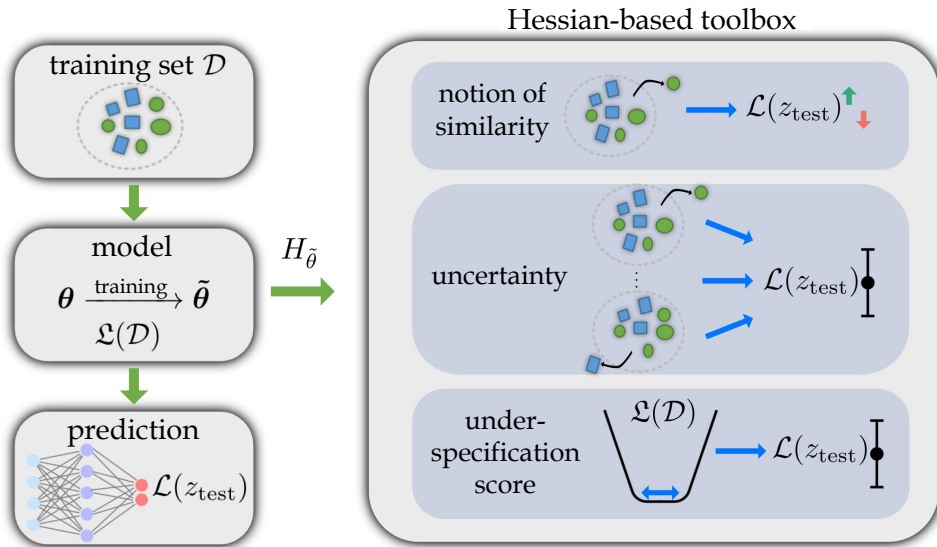 training set 𝒟
model
θ training→ θ̃
𝔏(𝒟)
prediction
ℒ(z_test)
H_θ̃
Hessian-based toolbox
notion of
similarity
ℒ(z_test)
uncertainty
⋮
ℒ(z_test)
under-
specification
score
𝔏(𝒟)
ℒ(z_test)